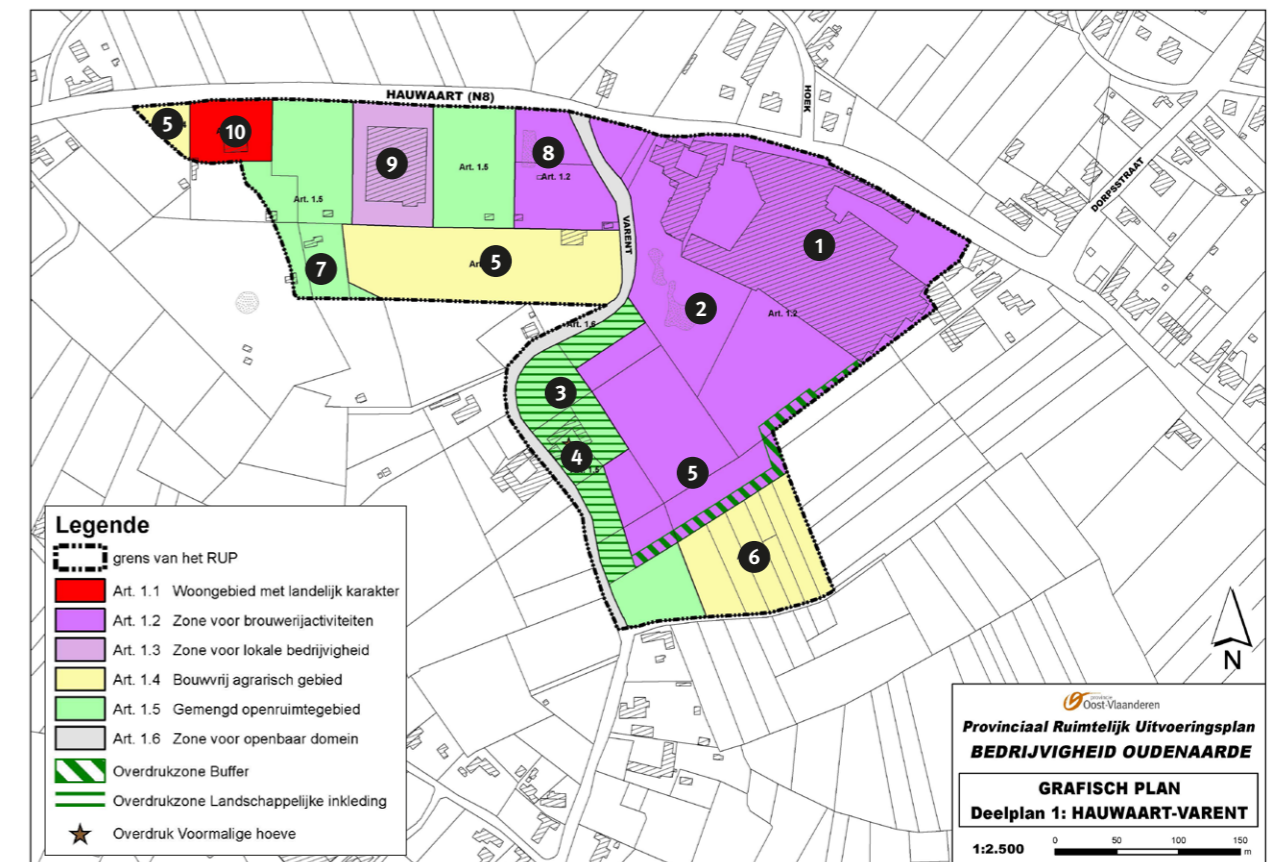 HAUWAART (N8)
HOEK
DORPSSTRAAT
VARENT
5
10
9
8
Art. 1.2
Art. 1.5
Art. 1.5
1
7
5
2
Art. 1.2
Art. 1.6
3
4
5
6
Legende
grens van het RUP
Art. 1.1 Woongebied met landelijk karakter
Art. 1.2 Zone voor brouwerijactiviteiten
Art. 1.3 Zone voor lokale bedrijvigheid
Art. 1.4 Bouwvrij agrarisch gebied
Art. 1.5 Gemengd openruimtegebied
Art. 1.6 Zone voor openbaar domein
Overdrukzone Buffer
Overdrukzone Landschappelijke inkleding
Overdruk Voormalige hoeve
N
provincie
Oost-Vlaanderen
Provinciaal Ruimtelijk Uitvoeringsplan
BEDRIJVIGHEID OUDENAARDE
GRAFISCH PLAN
Deelplan 1: HAUWAART-VARENT
1:2.500
0 50 100 150
m